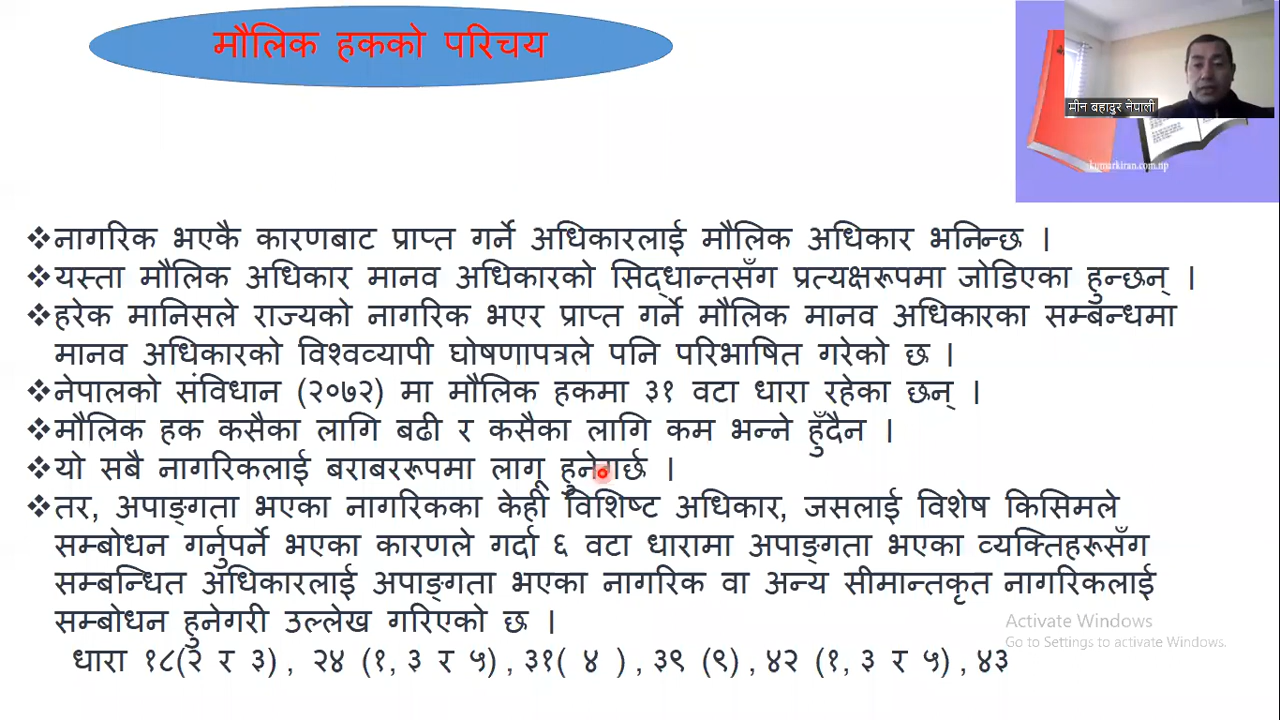 मौलिक हकको परिचय
मीन बहादुर नेपाली
kumarkiran.com.np
❖नागरिक भएकै कारणबाट प्राप्त गर्ने अधिकारलाई मौलिक अधिकार भनिन्छ ।
❖यस्ता मौलिक अधिकार मानव अधिकारको सिद्धान्तसँग प्रत्यक्षरूपमा जोडिएका हुन्छन् ।
❖हरेक मानिसले राज्यको नागरिक भएर प्राप्त गर्ने मौलिक मानव अधिकारका सम्बन्धमा
मानव अधिकारको विश्वव्यापी घोषणापत्रले पनि परिभाषित गरेको छ ।
❖नेपालको संविधान (२०७२) मा मौलिक हकमा ३१ वटा धारा रहेका छन् ।
❖मौलिक हक कसैका लागि बढी र कसैका लागि कम भन्ने हुँदैन ।
❖यो सबै नागरिकलाई बराबररूपमा लागू हुनेगर्छ ।
❖तर, अपाङ्गता भएका नागरिकका केही विशिष्ट अधिकार, जसलाई विशेष किसिमले
सम्बोधन गर्नुपर्ने भएका कारणले गर्दा ६ वटा धारामा अपाङ्गता भएका व्यक्तिहरूसँग
सम्बन्धित अधिकारलाई अपाङ्गता भएका नागरिक वा अन्य सीमान्तकृत नागरिकलाई
सम्बोधन हुनेगरी उल्लेख गरिएको छ ।
धारा १८(२ र ३) , २४ (१, ३ र ५) , ३१( ४ ) , ३९ (९) , ४२ (१, ३ र ५) , ४३
Activate Windows
Go to Settings to activate Windows.